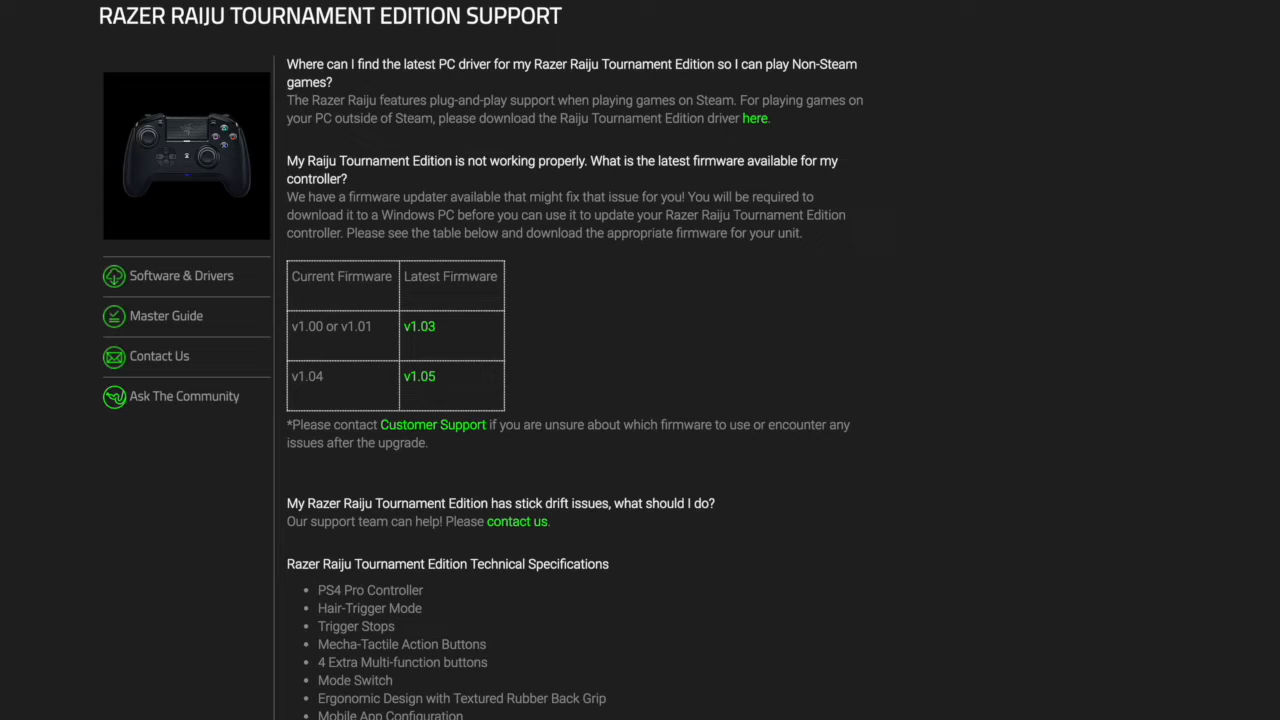 RAZER RAIJU TOURNAMENT EDITION SUPPORT
Software & Drivers
Master Guide
Contact Us
Ask The Community
Where can I find the latest PC driver for my Razer Raiju Tournament Edition so I can play Non-Steam
games?
The Razer Raiju features plug-and-play support when playing games on Steam. For playing games on
your PC outside of Steam, please download the Raiju Tournament Edition driver here.
My Raiju Tournament Edition is not working properly. What is the latest firmware available for my
controller?
We have a firmware updater available that might fix that issue for you! You will be required to
download it to a Windows PC before you can use it to update your Razer Raiju Tournament Edition
controller. Please see the table below and download the appropriate firmware for your unit.
Current Firmware Latest Firmware
v1.00 or v1.01 v1.03
v1.04 v1.05
*Please contact Customer Support if you are unsure about which firmware to use or encounter any
issues after the upgrade.
My Razer Raiju Tournament Edition has stick drift issues, what should I do?
Our support team can help! Please contact us.
Razer Raiju Tournament Edition Technical Specifications
• PS4 Pro Controller
• Hair-Trigger Mode
• Trigger Stops
• Mecha-Tactile Action Buttons
• 4 Extra Multi-function buttons
• Mode Switch
• Ergonomic Design with Textured Rubber Back Grip
• Mobile App Configuration